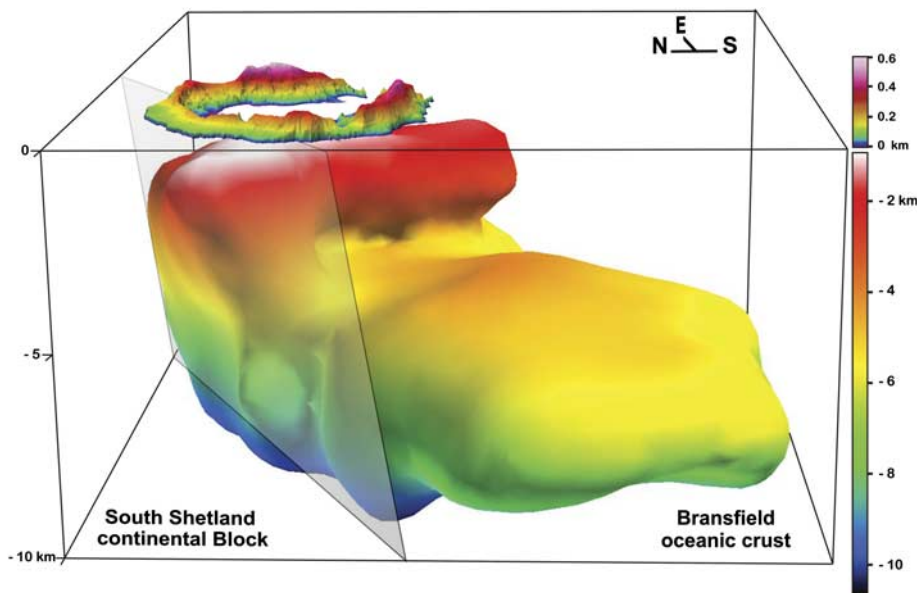 E
N S
0.6
0.4
0.2
0 km
0
- 2 km
- 4
- 5
- 6
- 8
South Shetland
continental Block
Bransfield
oceanic crust
- 10 km
- 10